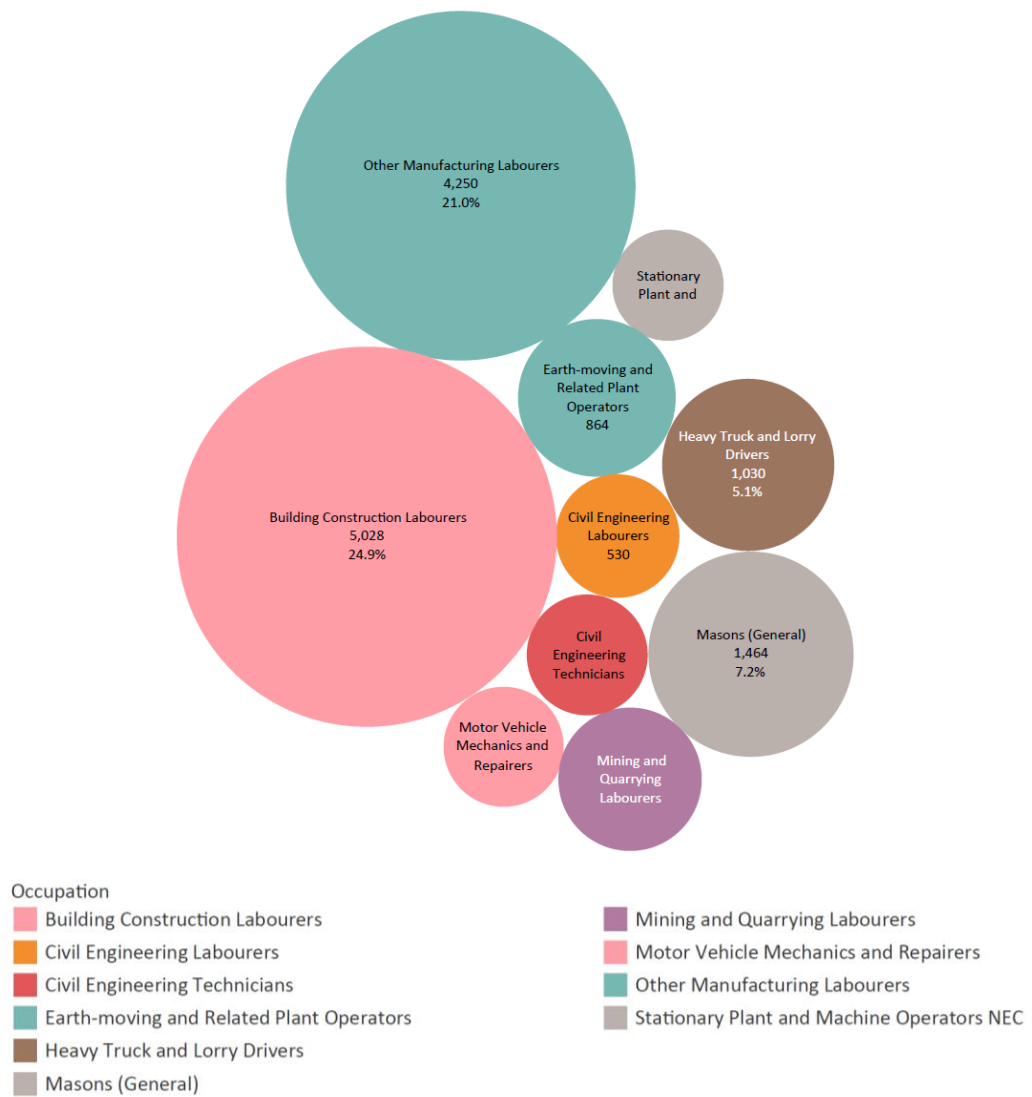 Other Manufacturing Labourers
4,250
21.0%
Stationary
Plant and
Earth-moving and
Related Plant
Operators
864
Heavy Truck and Lorry
Drivers
1,030
5.1%
Building Construction Labourers
5,028
24.9%
Civil Engineering
Labourers
530
Masons (General)
1,464
7.2%
Civil
Engineering
Technicians
Motor Vehicle
Mechanics and
Repairers
Mining and
Quarrying
Labourers
Occupation
Building Construction Labourers
Civil Engineering Labourers
Civil Engineering Technicians
Earth-moving and Related Plant Operators
Heavy Truck and Lorry Drivers
Masons (General)
Mining and Quarrying Labourers
Motor Vehicle Mechanics and Repairers
Other Manufacturing Labourers
Stationary Plant and Machine Operators NEC